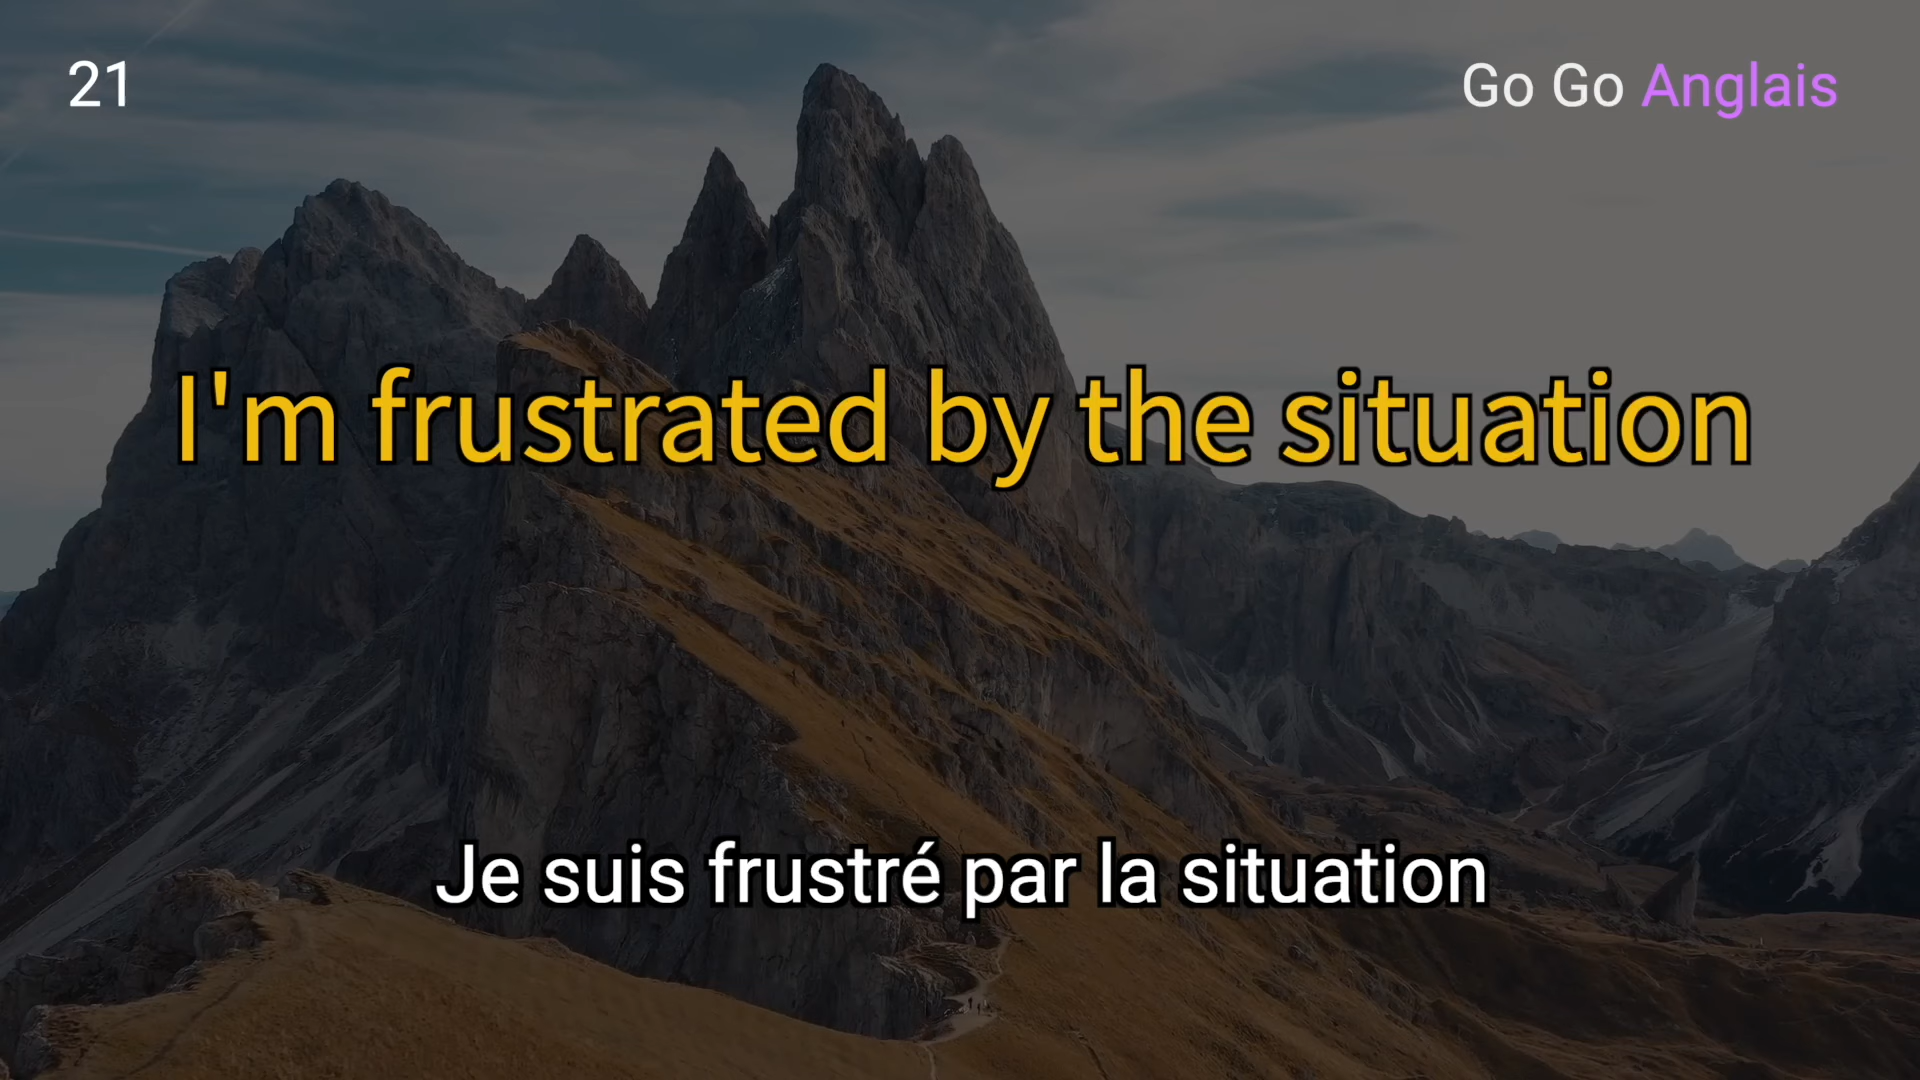 21
Go Go Anglais
I'm frustrated by the situation
Je suis frustré par la situation